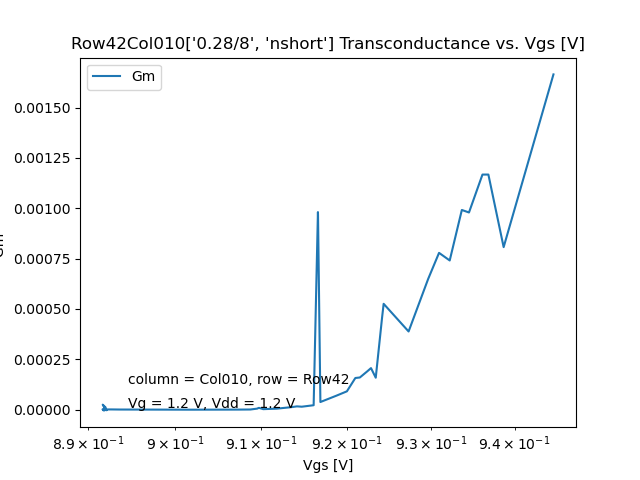 Row42Col010['0.28/8', 'nshort'] Transconductance vs. Vgs [V]
Gm
0.00150
0.00125
0.00100
0.00075
0.00050
0.00025
0.00000
column = Col010, row = Row42
Vg = 1.2 V, Vdd = 1.2 V
8.9 × 10⁻¹ 9 × 10⁻¹ 9.1 × 10⁻¹ 9.2 × 10⁻¹ 9.3 × 10⁻¹ 9.4 × 10⁻¹
Vgs [V]